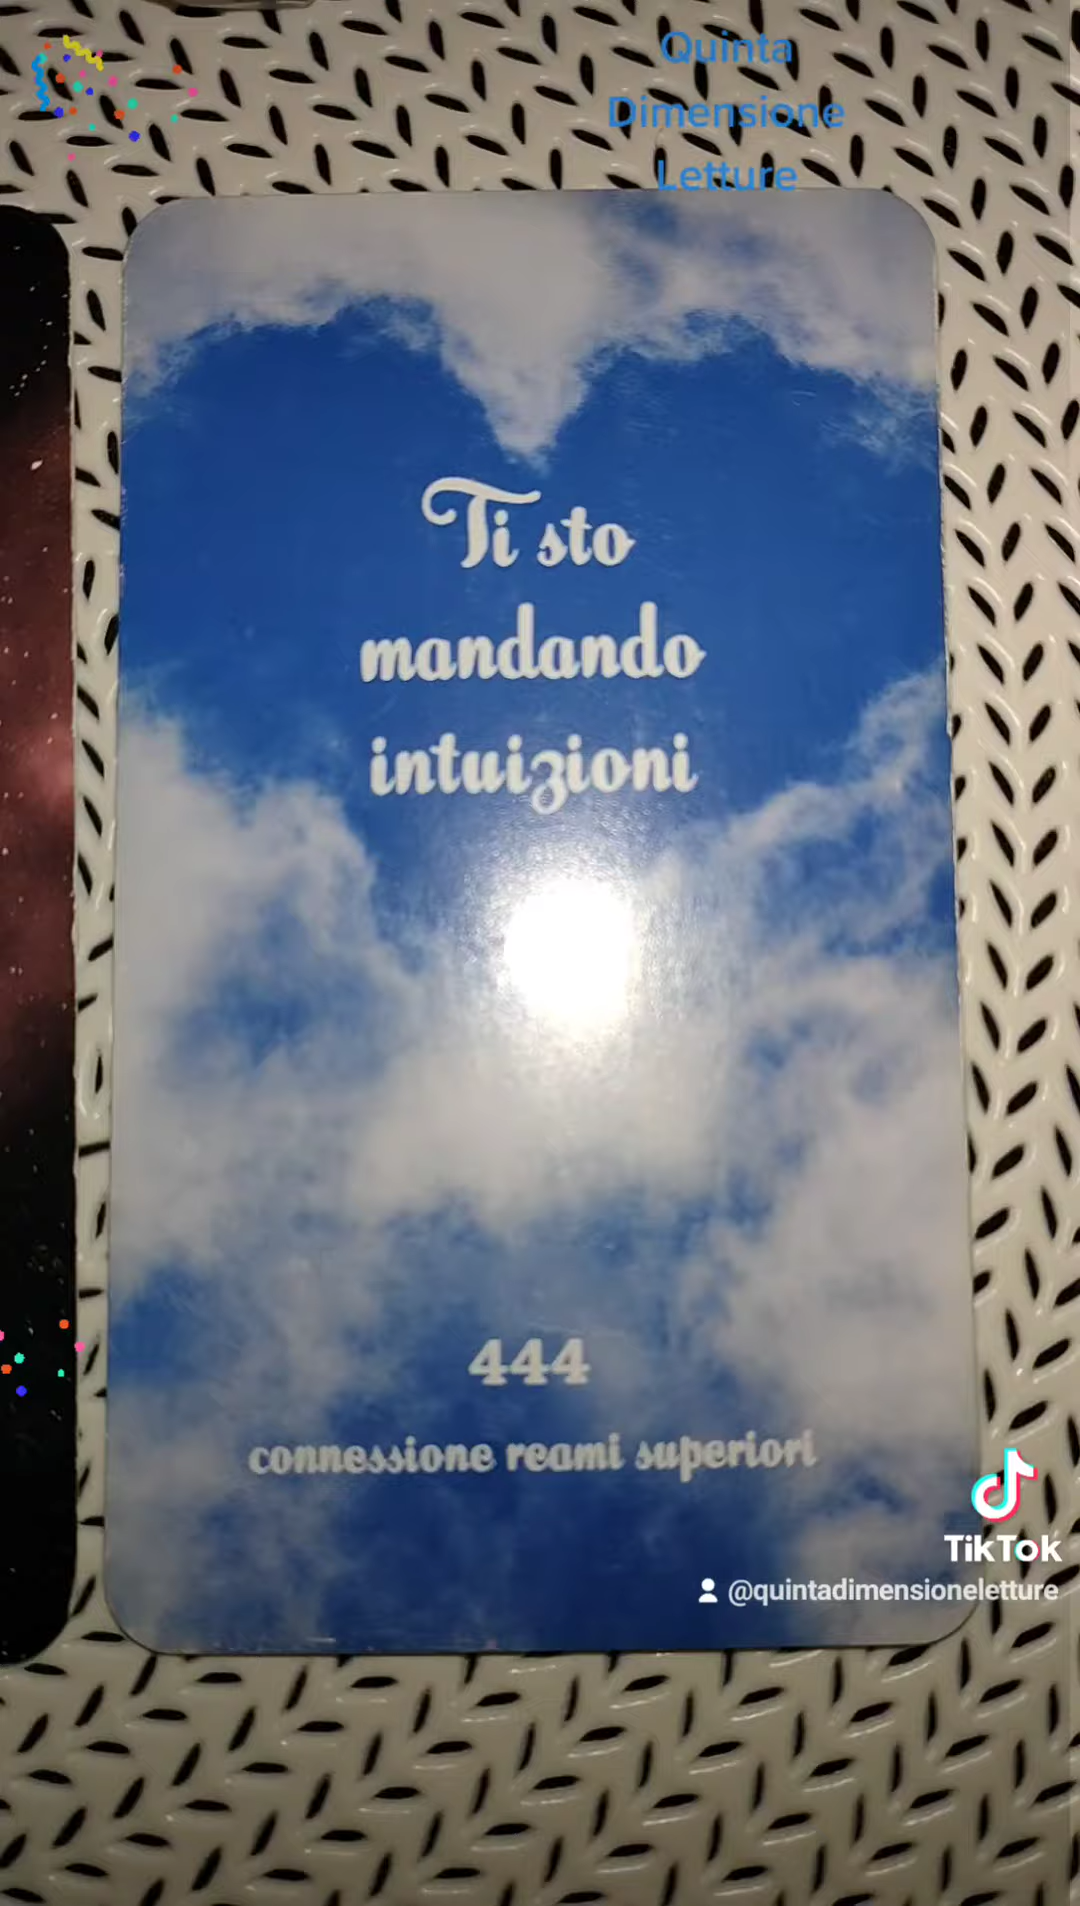 Quinta
Dimensione
Letture
Ti sto
mandando
intuizioni
444
connessione reami superiori
TikTok
@quintadimensioneletture